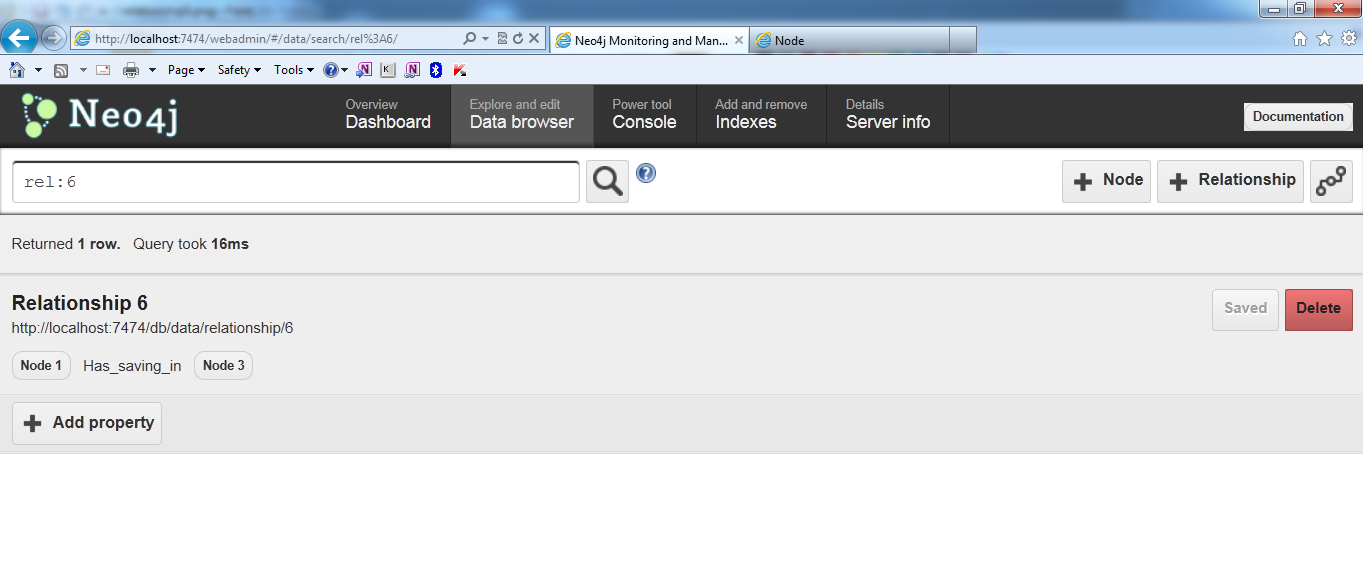 http://localhost:7474/webadmin/#/data/search/rel%3A6/
Neo4j Monitoring and Man...
Node
Page
Safety
Tools
Neo4j
Overview
Dashboard
Explore and edit
Data browser
Power tool
Console
Add and remove
Indexes
Details
Server info
Documentation
rel:6
Node
Relationship
Returned 1 row. Query took 16ms
Relationship 6
http://localhost:7474/db/data/relationship/6
Saved
Delete
Node 1 Has_saving_in Node 3
Add property